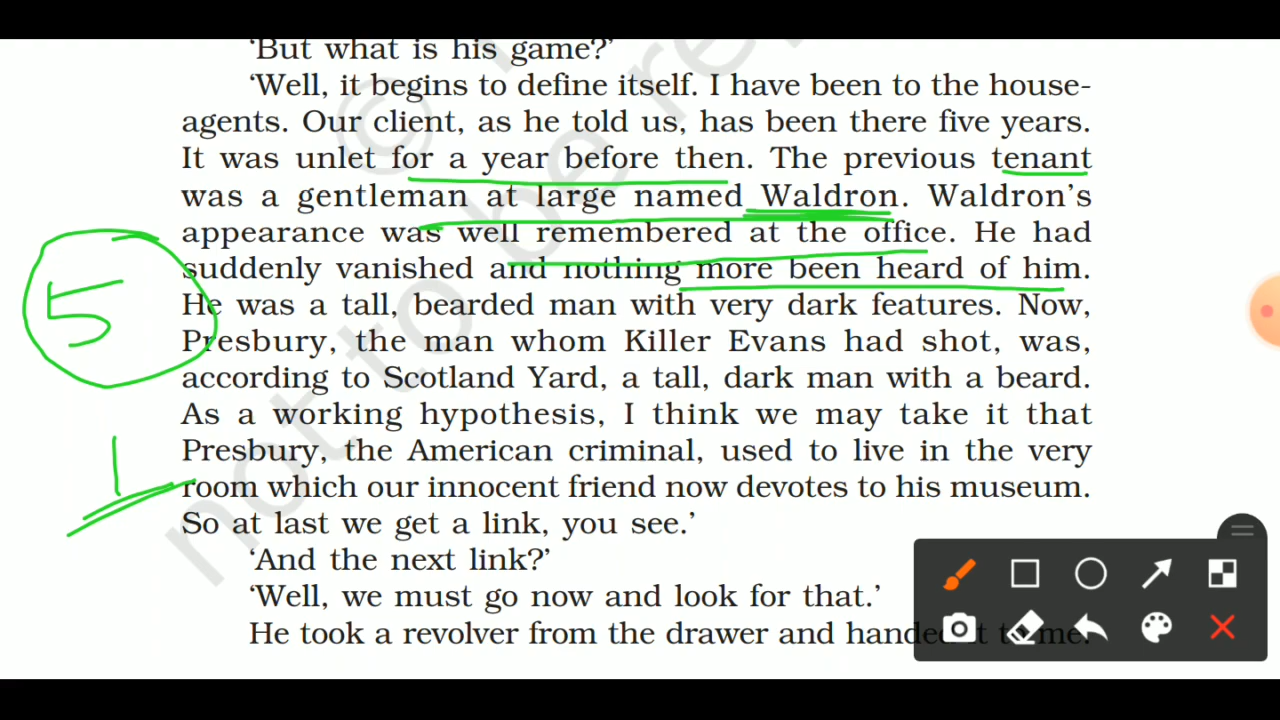 ‘But what is his game?’
‘Well, it begins to define itself. I have been to the house-
agents. Our client, as he told us, has been there five years.
It was unlet for a year before then. The previous tenant
was a gentleman at large named Waldron. Waldron’s
appearance was well remembered at the office. He had
suddenly vanished and nothing more been heard of him.
He was a tall, bearded man with very dark features. Now,
Presbury, the man whom Killer Evans had shot, was,
according to Scotland Yard, a tall, dark man with a beard.
As a working hypothesis, I think we may take it that
Presbury, the American criminal, used to live in the very
room which our innocent friend now devotes to his museum.
So at last we get a link, you see.’
‘And the next link?’
‘Well, we must go now and look for that.’
He took a revolver from the drawer and handed it to me.
5
1
not to be